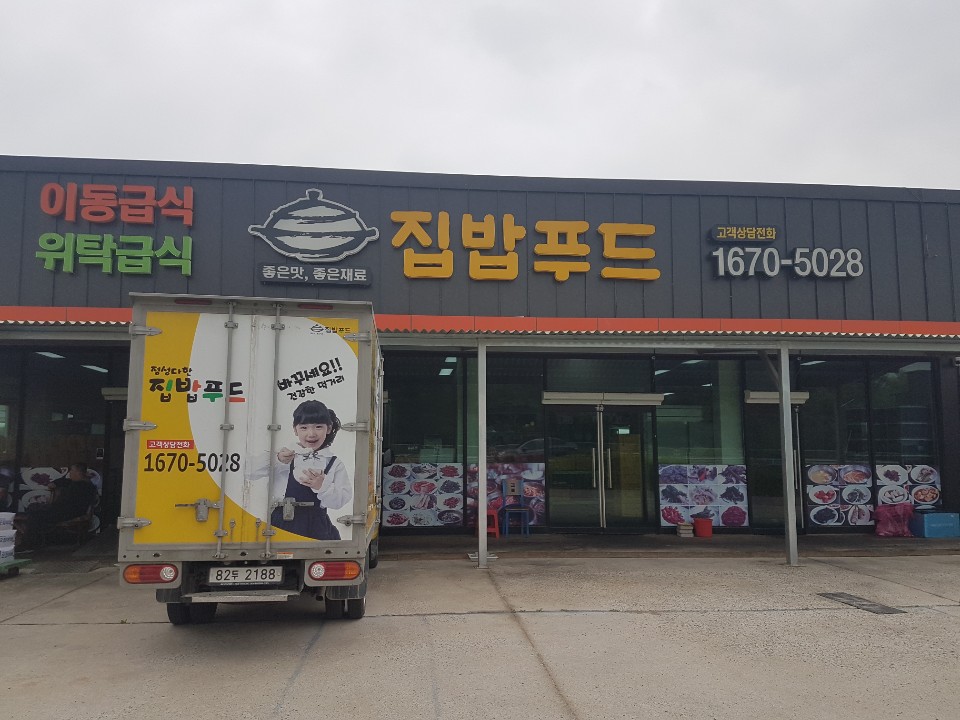 이동급식
위탁급식
좋은맛, 좋은재료
집밥푸드
고객상담전화
1670-5028
집밥푸드
정성다한
집밥푸드
바꾸세요!!
건강한 먹거리
고객상담전화
1670-5028
82두 2188